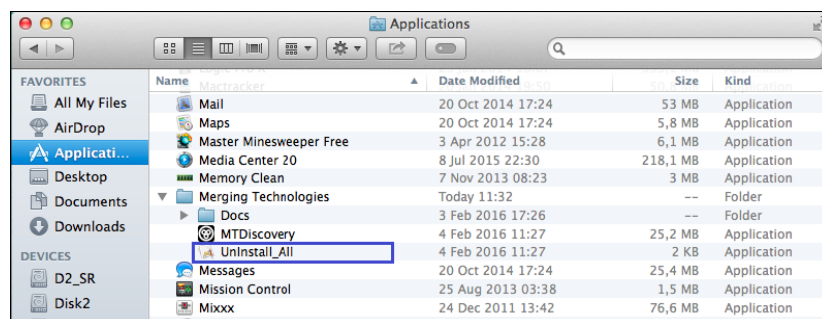 Applications
FAVORITES
All My Files
AirDrop
Applicati...
Desktop
Documents
Downloads
DEVICES
D2_SR
Disk2
Name Date Modified Size Kind
Mactracker
Mail 20 Oct 2014 17:24 53 MB Application
Maps 20 Oct 2014 17:24 5,8 MB Application
Master Minesweeper Free 3 Apr 2012 15:28 6,1 MB Application
Media Center 20 8 Jul 2015 22:30 218,1 MB Application
Memory Clean 7 Nov 2013 08:23 3 MB Application
Merging Technologies Today 11:32 -- Folder
Docs 3 Feb 2016 17:26 -- Folder
MTDiscovery 4 Feb 2016 11:27 25,2 MB Application
UnInstall_All 4 Feb 2016 11:27 2 KB Application
Messages 20 Oct 2014 17:24 25,4 MB Application
Mission Control 25 Aug 2013 03:38 1,5 MB Application
Mixxx 24 Dec 2011 13:42 76,6 MB Application